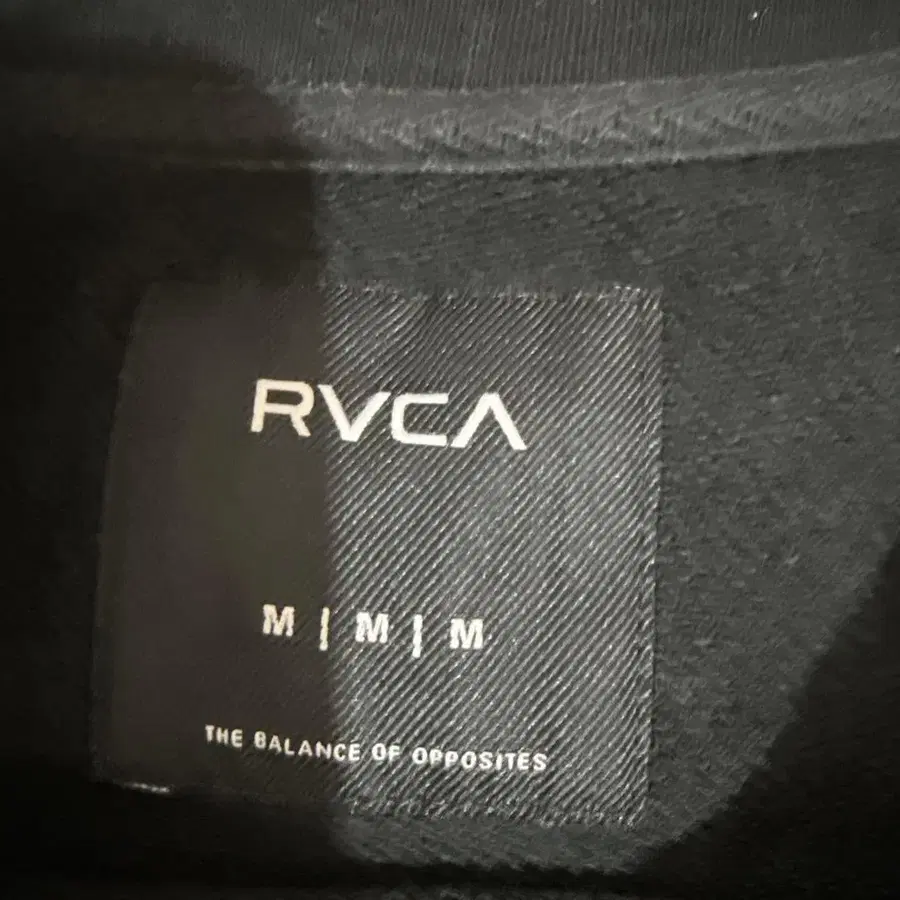 RVCA
M | M | M
THE BALANCE OF OPPOSITES